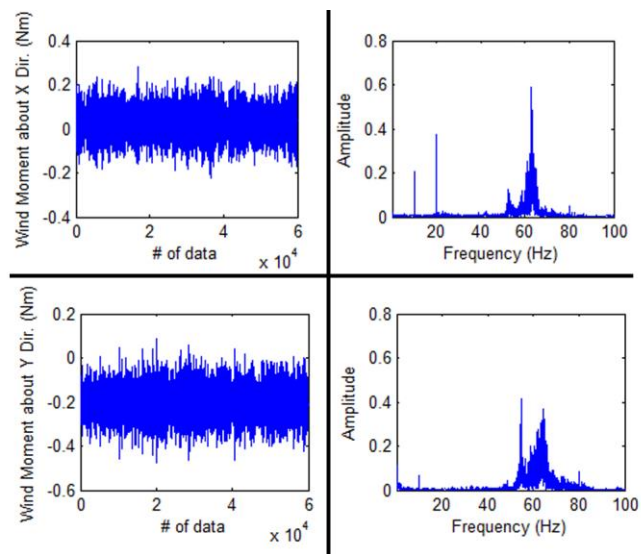 Wind Moment about X Dir. (Nm)
0.4
0.2
0
-0.2
-0.4
0 2 4 6
# of data
x 10^4
Amplitude
0.8
0.6
0.4
0.2
0
20 40 60 80 100
Frequency (Hz)
Wind Moment about Y Dir. (Nm)
0.2
0
-0.2
-0.4
-0.6
0 2 4 6
# of data
x 10^4
Amplitude
0.8
0.6
0.4
0.2
0
20 40 60 80 100
Frequency (Hz)